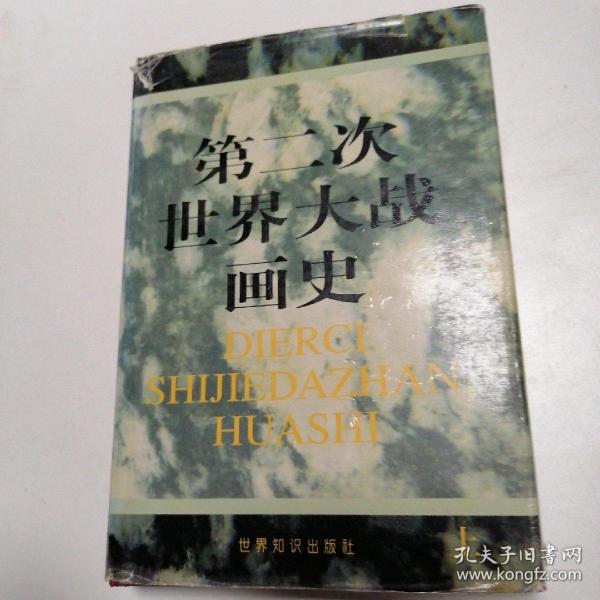 第二次
世界大战
画史
DIERCI
SHIJIEDAZHAN
HUASHI
世界知识出版社
上
孔夫子旧书网
www.kongfz.com